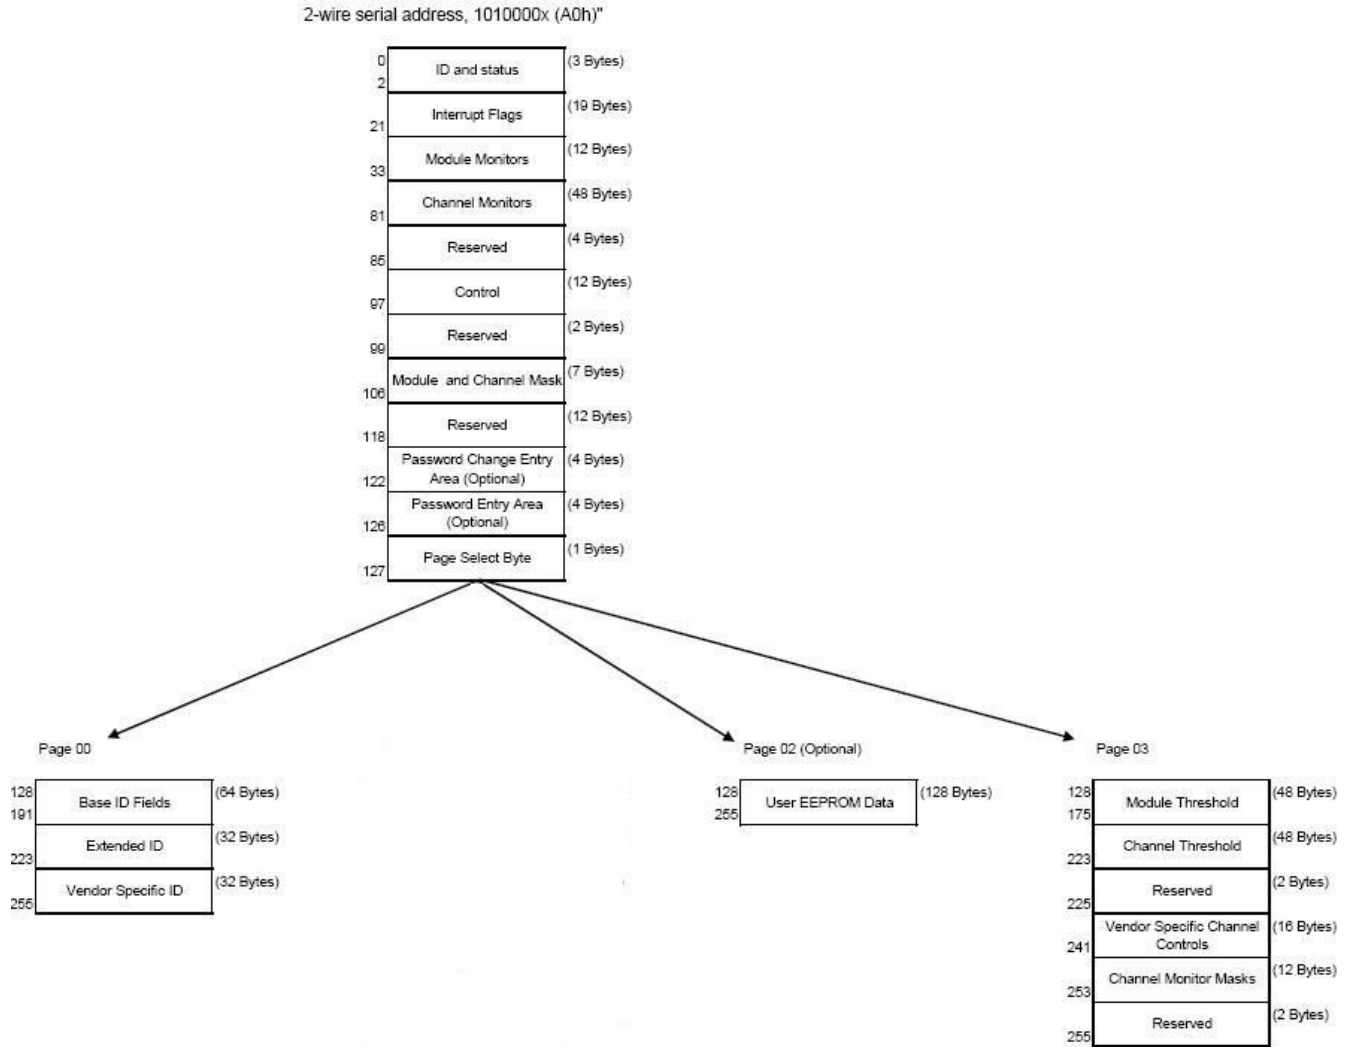 2-wire serial address, 1010000x (A0h)"
0
2
ID and status
(3 Bytes)
21
Interrupt Flags
(19 Bytes)
33
Module Monitors
(12 Bytes)
81
Channel Monitors
(48 Bytes)
85
Reserved
(4 Bytes)
97
Control
(12 Bytes)
99
Reserved
(2 Bytes)
106
Module and Channel Mask
(7 Bytes)
118
Reserved
(12 Bytes)
122
Password Change Entry
Area (Optional)
(4 Bytes)
126
Password Entry Area
(Optional)
(4 Bytes)
127
Page Select Byte
(1 Bytes)
Page 00
128
191
Base ID Fields
(64 Bytes)
223
Extended ID
(32 Bytes)
255
Vendor Specific ID
(32 Bytes)
Page 02 (Optional)
128
255
User EEPROM Data
(128 Bytes)
Page 03
128
175
Module Threshold
(48 Bytes)
223
Channel Threshold
(48 Bytes)
225
Reserved
(2 Bytes)
241
Vendor Specific Channel
Controls
(16 Bytes)
253
Channel Monitor Masks
(12 Bytes)
255
Reserved
(2 Bytes)